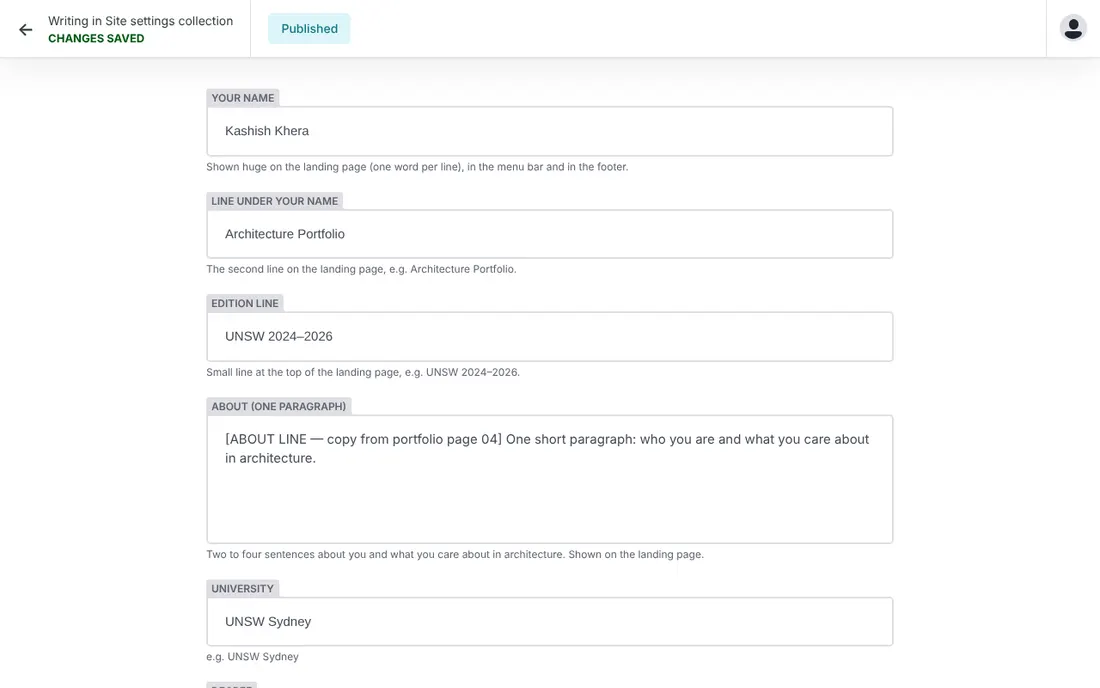 Writing in Site settings collection
CHANGES SAVED
Published
YOUR NAME
Kashish Khera
Shown huge on the landing page (one word per line), in the menu bar and in the footer.
LINE UNDER YOUR NAME
Architecture Portfolio
The second line on the landing page, e.g. Architecture Portfolio.
EDITION LINE
UNSW 2024–2026
Small line at the top of the landing page, e.g. UNSW 2024–2026.
ABOUT (ONE PARAGRAPH)
[ABOUT LINE — copy from portfolio page 04] One short paragraph: who you are and what you care about
in architecture.
Two to four sentences about you and what you care about in architecture. Shown on the landing page.
UNIVERSITY
UNSW Sydney
e.g. UNSW Sydney